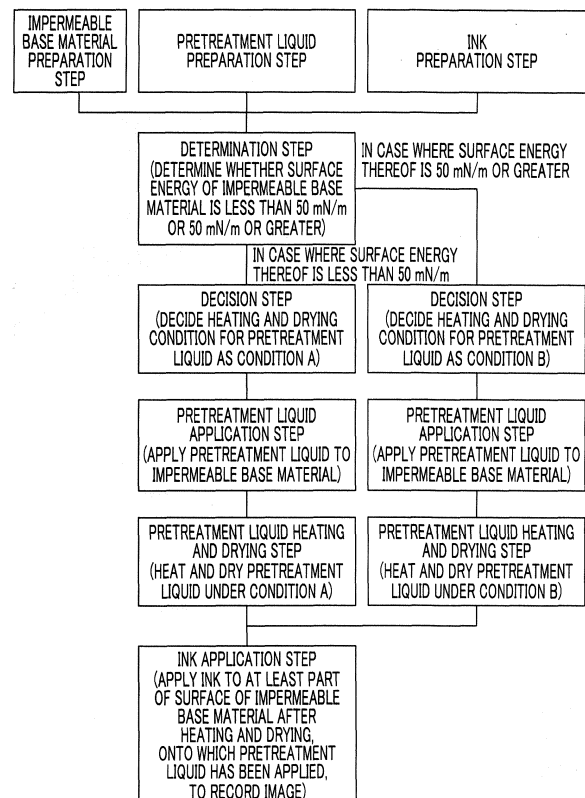 IMPERMEABLE
BASE MATERIAL
PREPARATION
STEP
PRETREATMENT LIQUID
PREPARATION STEP
INK
PREPARATION STEP
DETERMINATION STEP
(DETERMINE WHETHER SURFACE
ENERGY OF IMPERMEABLE BASE
MATERIAL IS LESS THAN 50 mN/m
OR 50 mN/m OR GREATER)
IN CASE WHERE SURFACE ENERGY
THEREOF IS 50 mN/m OR GREATER
IN CASE WHERE SURFACE ENERGY
THEREOF IS LESS THAN 50 mN/m
DECISION STEP
(DECIDE HEATING AND DRYING
CONDITION FOR PRETREATMENT
LIQUID AS CONDITION A)
DECISION STEP
(DECIDE HEATING AND DRYING
CONDITION FOR PRETREATMENT
LIQUID AS CONDITION B)
PRETREATMENT LIQUID
APPLICATION STEP
(APPLY PRETREATMENT LIQUID TO
IMPERMEABLE BASE MATERIAL)
PRETREATMENT LIQUID
APPLICATION STEP
(APPLY PRETREATMENT LIQUID TO
IMPERMEABLE BASE MATERIAL)
PRETREATMENT LIQUID HEATING
AND DRYING STEP
(HEAT AND DRY PRETREATMENT
LIQUID UNDER CONDITION A)
PRETREATMENT LIQUID HEATING
AND DRYING STEP
(HEAT AND DRY PRETREATMENT
LIQUID UNDER CONDITION B)
INK APPLICATION STEP
(APPLY INK TO AT LEAST PART
OF SURFACE OF IMPERMEABLE
BASE MATERIAL AFTER
HEATING AND DRYING,
ONTO WHICH PRETREATMENT
LIQUID HAS BEEN APPLIED,
TO RECORD IMAGE)